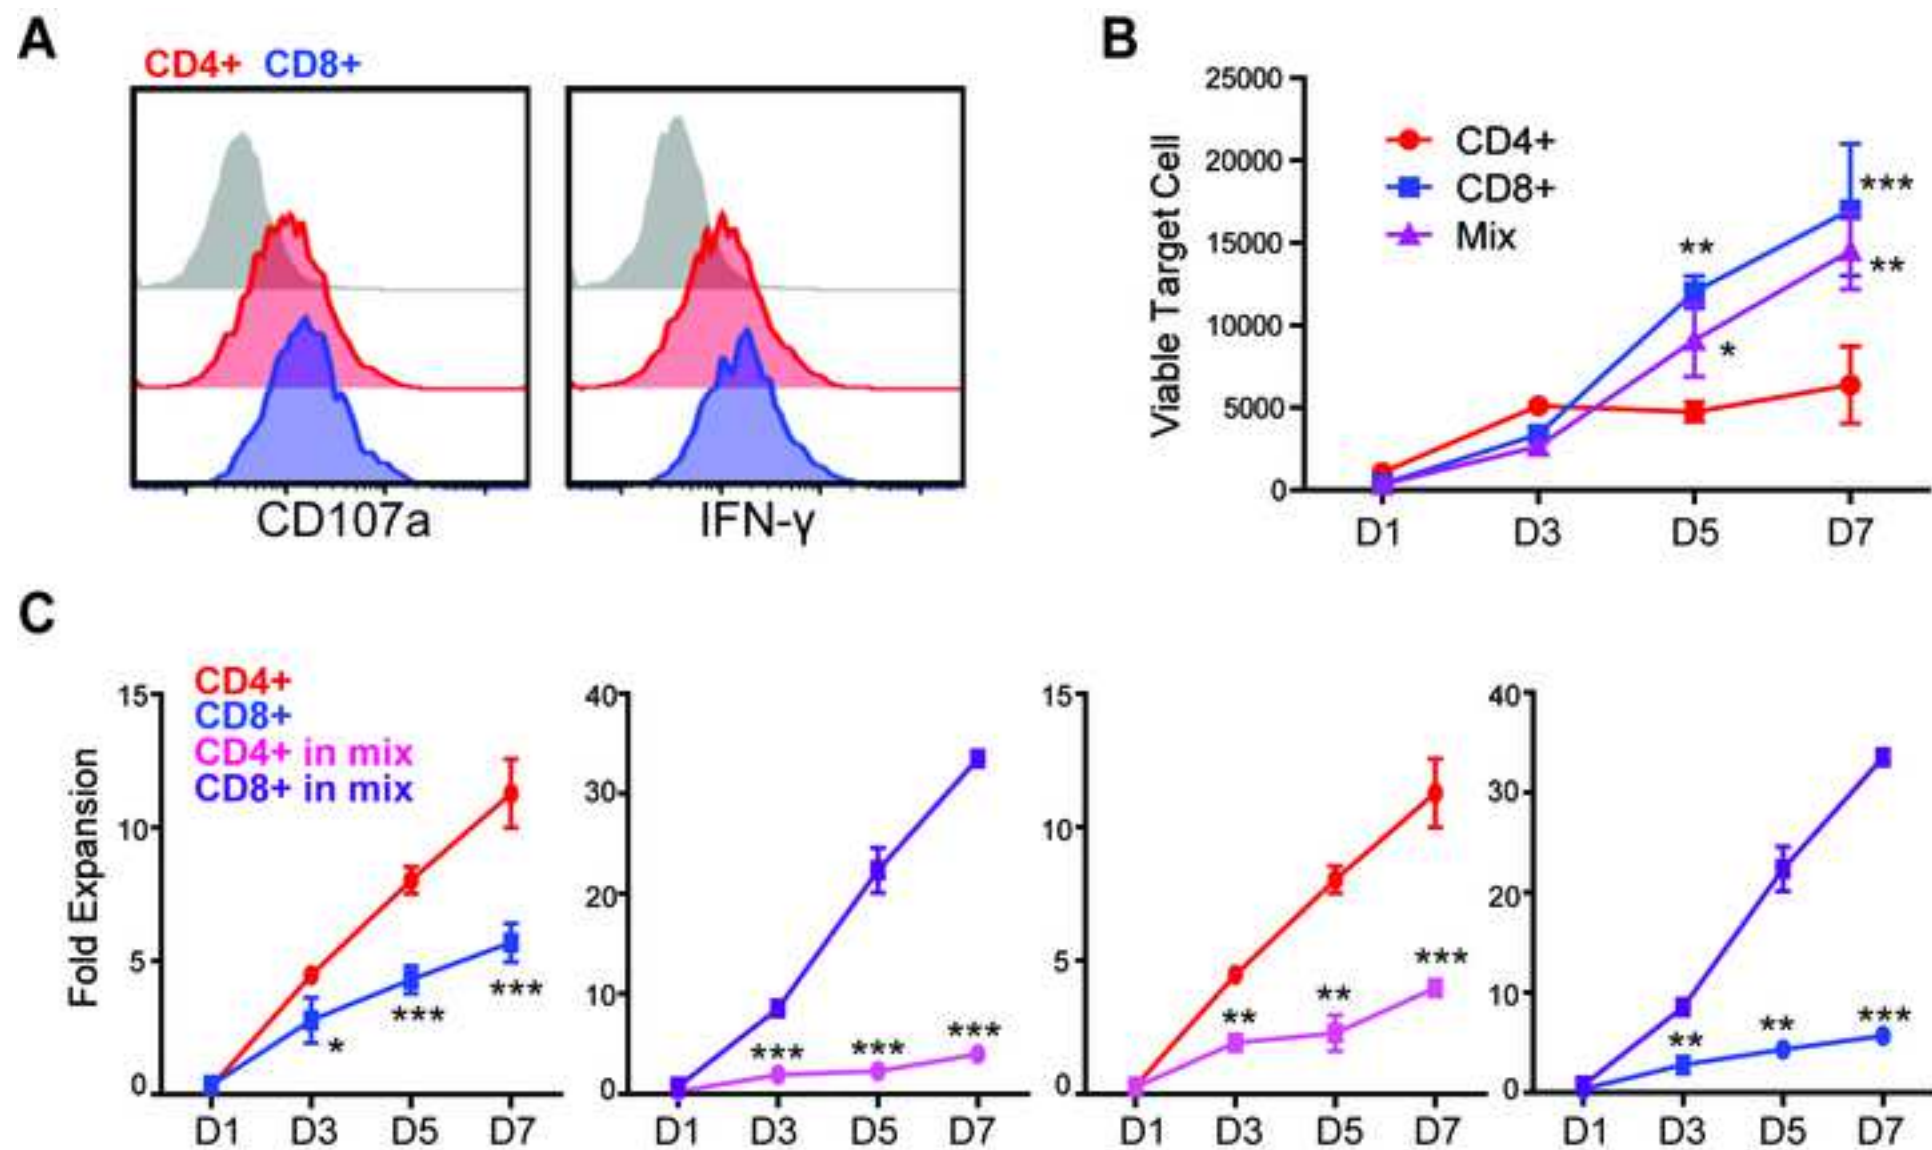 A
CD4+ CD8+
CD107a
IFN-γ
B
Viable Target Cell
25000
20000
15000
10000
5000
0
CD4+
CD8+
Mix
**
*
***
**
D1 D3 D5 D7
C
Fold Expansion
CD4+
CD8+
CD4+ in mix
CD8+ in mix
15
10
5
0
*
***
***
D1 D3 D5 D7
40
30
20
10
0
***
***
***
D1 D3 D5 D7
15
10
5
0
**
**
***
D1 D3 D5 D7
40
30
20
10
0
**
**
***
D1 D3 D5 D7